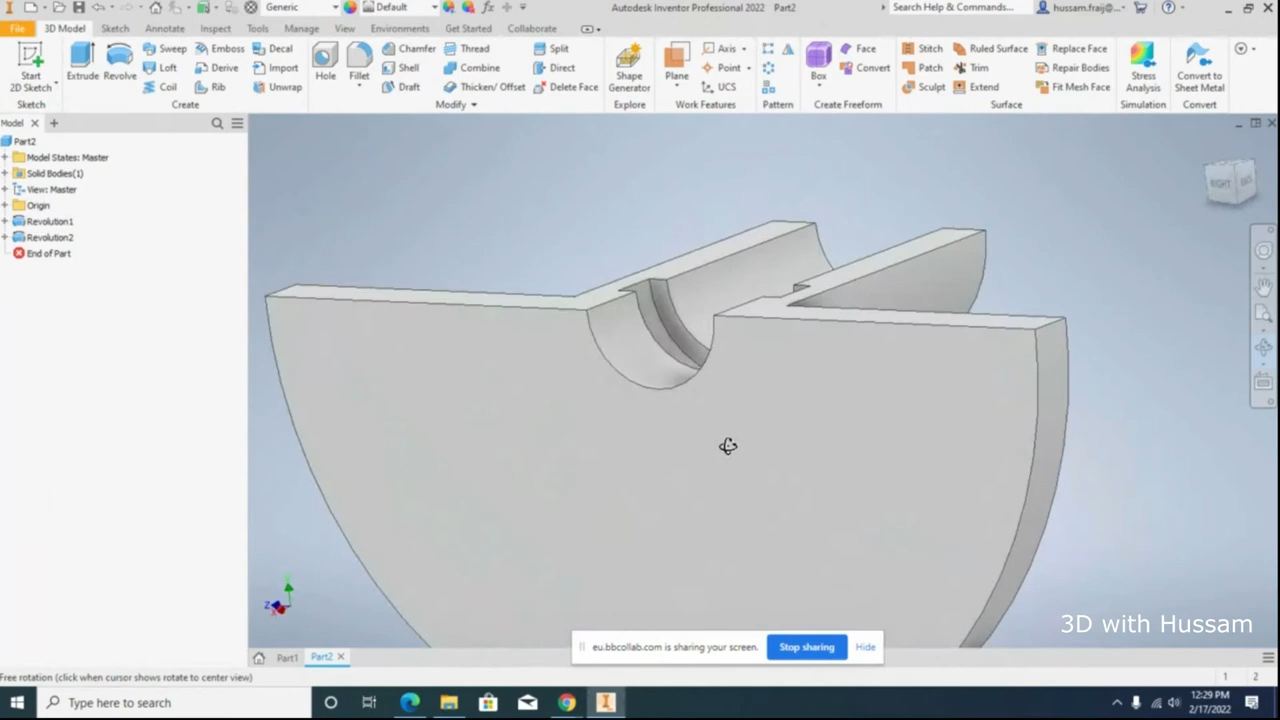 Generic
Default
Autodesk Inventor Professional 2022 Part2
Search Help & Commands...
hussam.fraij@...
File
3D Model
Sketch
Annotate
Inspect
Tools
Manage
View
Environments
Get Started
Collaborate
Start
2D Sketch
Extrude
Revolve
Sweep
Loft
Coil
Emboss
Derive
Rib
Decal
Import
Unwrap
Hole
Fillet
Chamfer
Shell
Draft
Thread
Combine
Thicken/ Offset
Split
Direct
Delete Face
Shape
Generator
Plane
Axis
Point
UCS
Box
Face
Convert
Stitch
Patch
Sculpt
Ruled Surface
Trim
Extend
Replace Face
Repair Bodies
Fit Mesh Face
Stress
Analysis
Convert to
Sheet Metal
Sketch
Create
Modify
Explore
Work Features
Pattern
Create Freeform
Surface
Simulation
Convert
Model
Part2
Model States: Master
Solid Bodies(1)
View: Master
Origin
Revolution1
Revolution2
End of Part
RIGHT
Z
3D with Hussam
eu.bbcollab.com is sharing your screen.
Stop sharing
Hide
Part1
Part2
Free rotation (click when cursor shows rotate to center view)
1
2
Type here to search
12:29 PM
2/17/2022